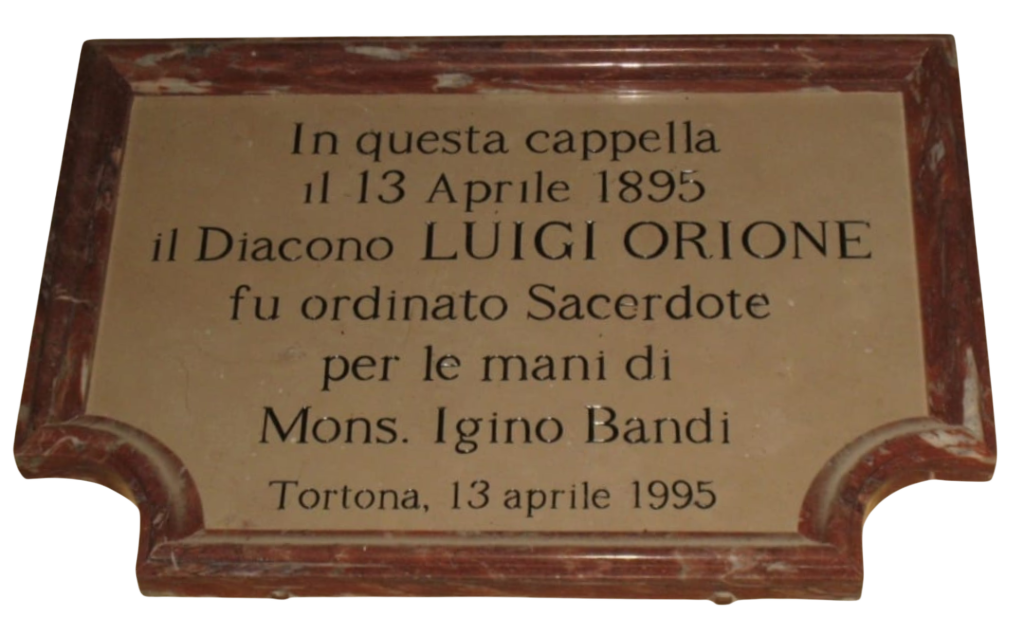 In questa cappella
il 13 Aprile 1895
il Diacono LUIGI ORIONE
fu ordinato Sacerdote
per le mani di
Mons. Igino Bandi
Tortona, 13 aprile 1995